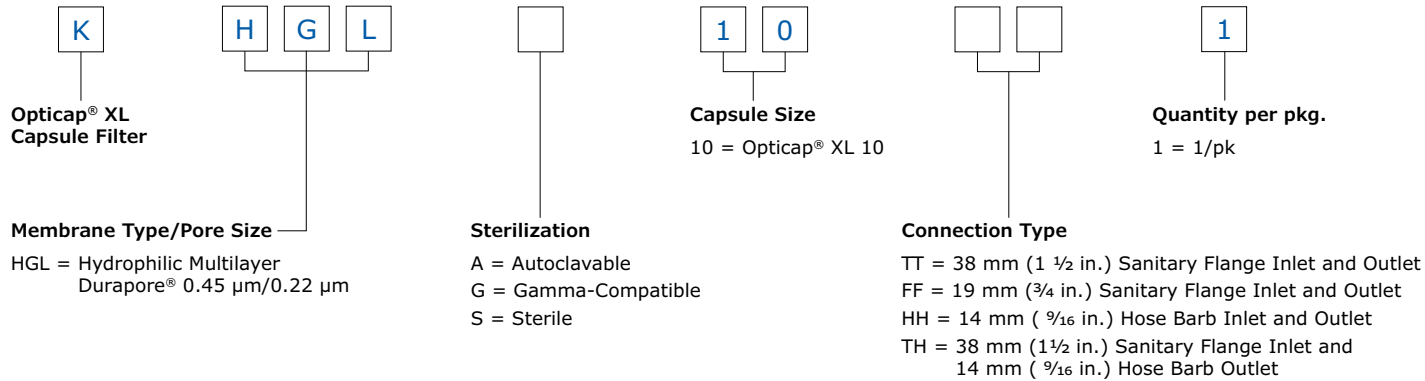 K H G L 1 0 1
Opticap® XL
Capsule Filter
Capsule Size
10 = Opticap® XL 10
Quantity per pkg.
1 = 1/pk
Membrane Type/Pore Size
HGL = Hydrophilic Multilayer
Durapore® 0.45 µm/0.22 µm
Sterilization
A = Autoclavable
G = Gamma-Compatible
S = Sterile
Connection Type
TT = 38 mm (1 ½ in.) Sanitary Flange Inlet and Outlet
FF = 19 mm (¾ in.) Sanitary Flange Inlet and Outlet
HH = 14 mm ( 9/16 in.) Hose Barb Inlet and Outlet
TH = 38 mm (1½ in.) Sanitary Flange Inlet and
14 mm ( 9/16 in.) Hose Barb Outlet